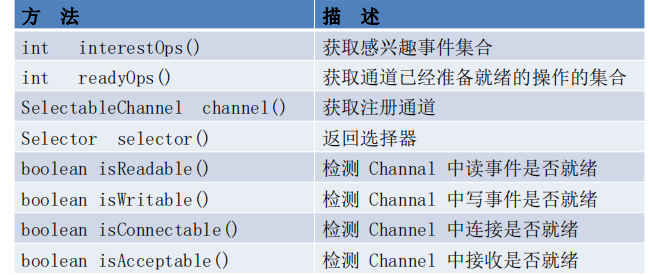 方 法 描 述
int interestOps() 获取感兴趣事件集合
int readyOps() 获取通道已经准备就绪的操作的集合
SelectableChannel channel() 获取注册通道
Selector selector() 返回选择器
boolean isReadable() 检测 Channal 中读事件是否就绪
boolean isWritable() 检测 Channal 中写事件是否就绪
boolean isConnectable() 检测 Channel 中连接是否就绪
boolean isAcceptable() 检测 Channel 中接收是否就绪